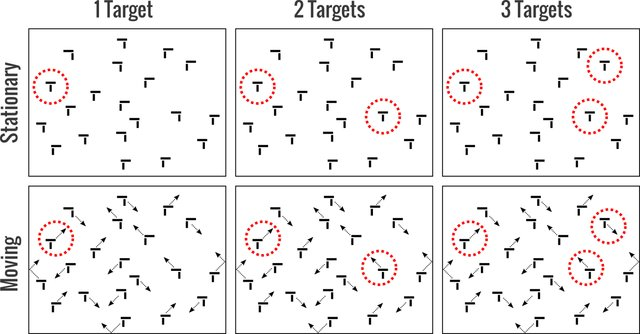 1 Target
2 Targets
3 Targets
Stationary
Moving